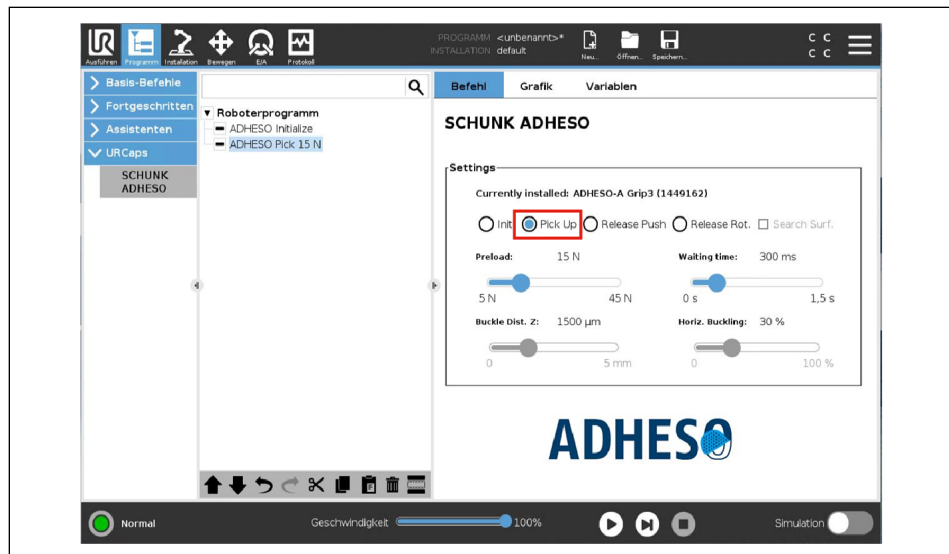 PROGRAMM <unbenannt>*
INSTALLATION default
Ausführen Programm Installation Bewegen E/A Protokoll
Neu... Öffnen... Speichern...
C C
C C
Basis-Befehle
Fortgeschritten
Assistenten
URCaps
SCHUNK
ADHESO
Roboterprogramm
ADHESO Initialize
ADHESO Pick 15 N
Befehl Grafik Variablen
SCHUNK ADHESO
Settings
Currently installed: ADHESO-A Grip3 (1449162)
Init Pick Up Release Push Release Rot. Search Surf.
Preload: 15 N Waiting time: 300 ms
5 N 45 N 0 s 1,5 s
Buckle Dist. Z: 1500 µm Horiz. Buckling: 30 %
0 5 mm 0 100 %
ADHESO
Normal Geschwindigkeit 100% Simulation